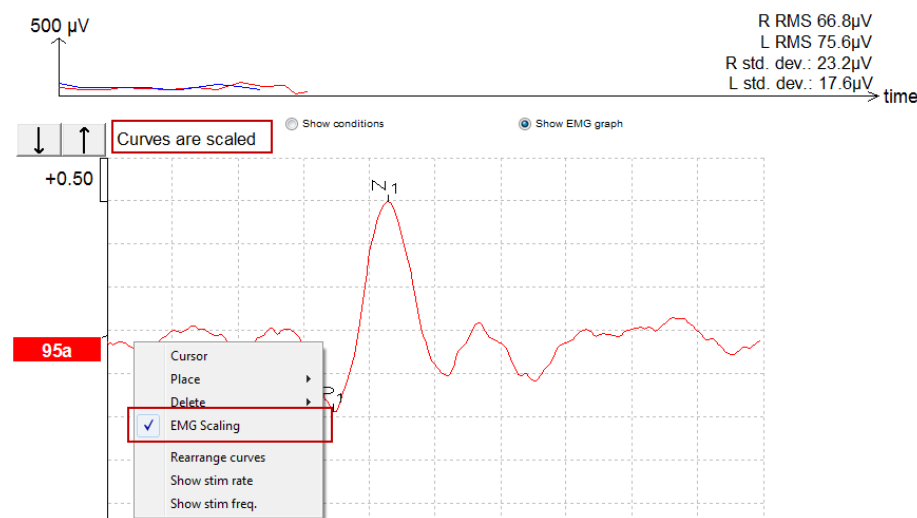 500 µV
R RMS 66.8µV
L RMS 75.6µV
R std. dev.: 23.2µV
L std. dev.: 17.6µV
time
Show conditions
Show EMG graph
Curves are scaled
+0.50
N1
95a
P1
Cursor
Place
Delete
EMG Scaling
Rearrange curves
Show stim rate
Show stim freq.